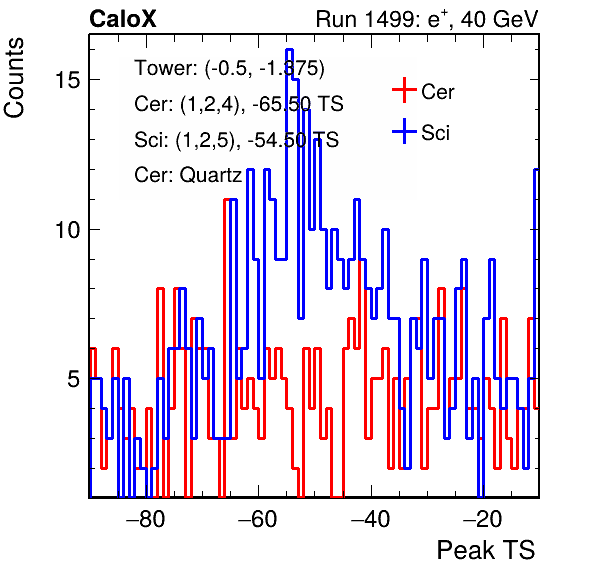 CaloX Run 1499: e⁺, 40 GeV
Counts
Tower: (-0.5, -1.375)
Cer: (1,2,4), -65.50 TS
Sci: (1,2,5), -54.50 TS
Cer: Quartz
Cer
Sci
15
10
5
−80 −60 −40 −20
Peak TS